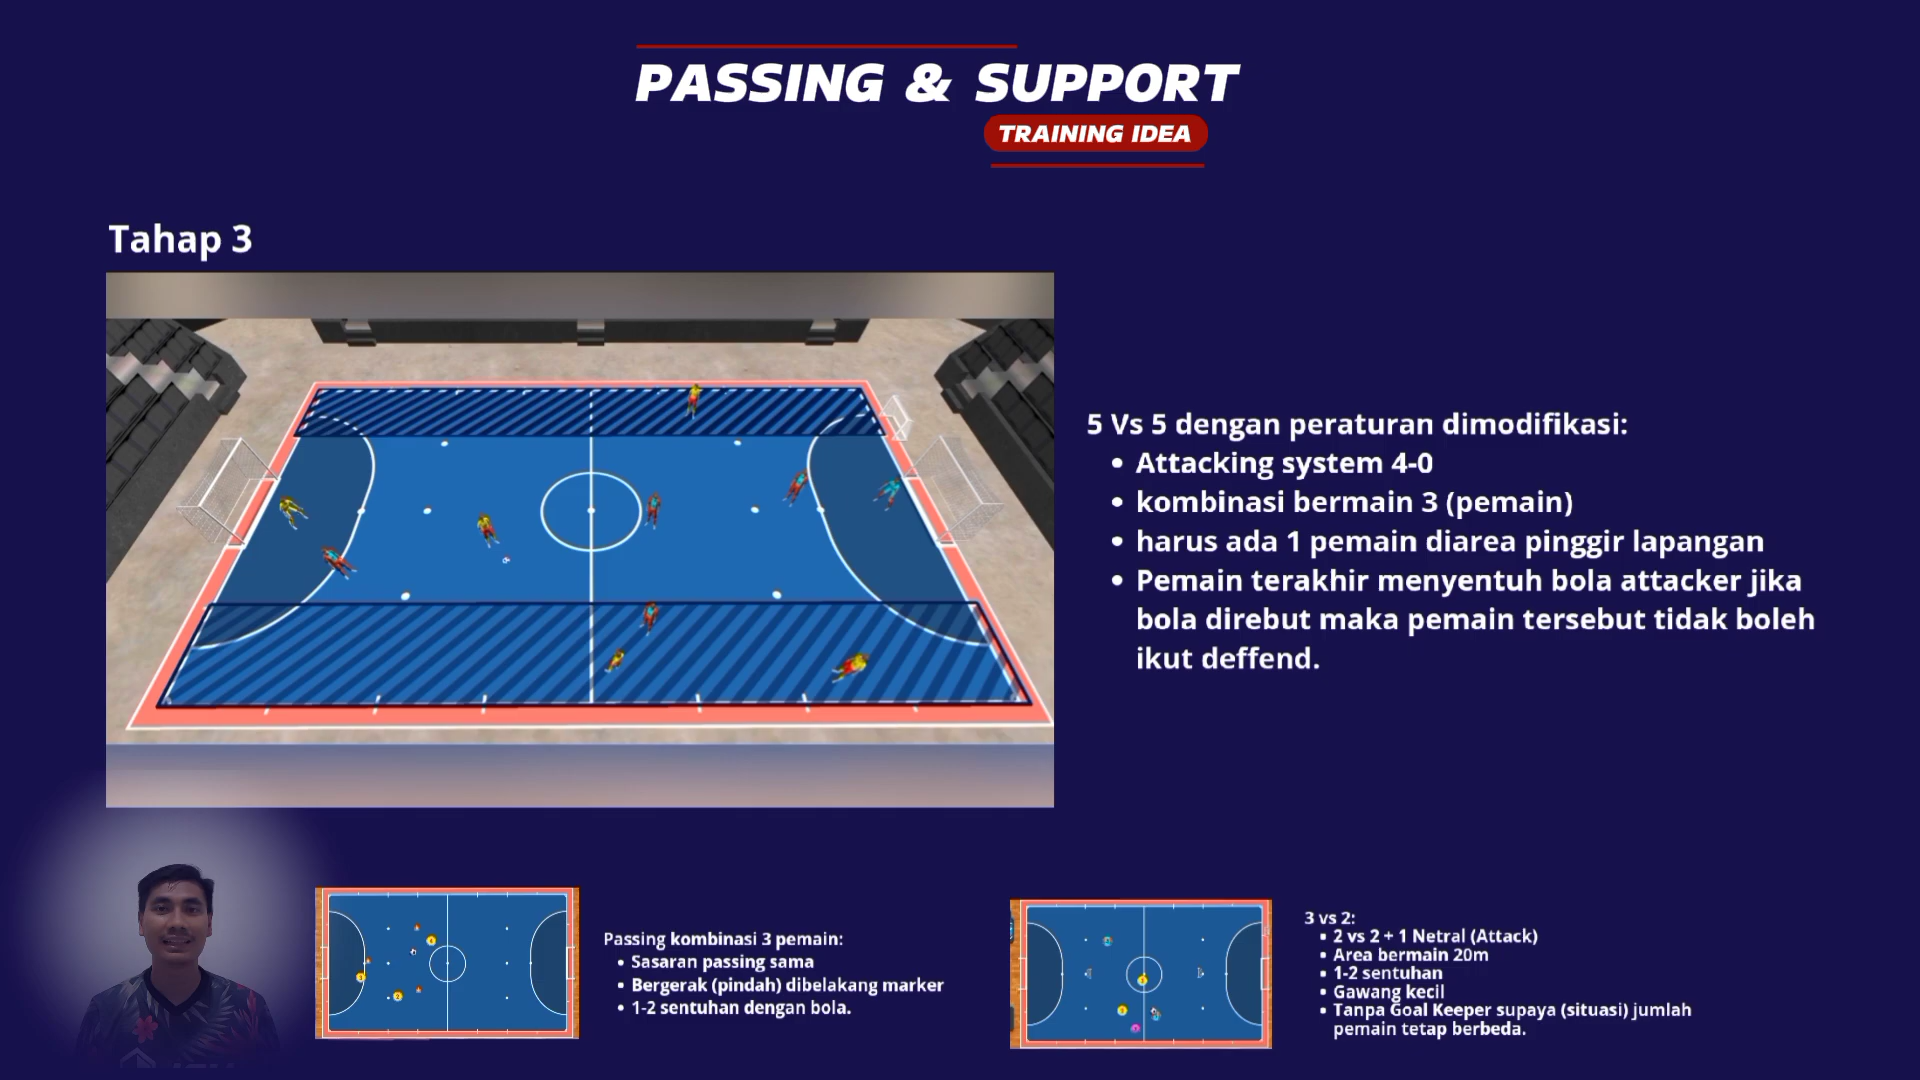 PASSING & SUPPORT
TRAINING IDEA
Tahap 3
5 Vs 5 dengan peraturan dimodifikasi:
• Attacking system 4-0
• kombinasi bermain 3 (pemain)
• harus ada 1 pemain diarea pinggir lapangan
• Pemain terakhir menyentuh bola attacker jika
bola direbut maka pemain tersebut tidak boleh
ikut deffend.
Passing kombinasi 3 pemain:
• Sasaran passing sama
• Bergerak (pindah) dibelakang marker
• 1-2 sentuhan dengan bola.
3 vs 2:
• 2 vs 2 + 1 Netral (Attack)
• Area bermain 20m
• 1-2 sentuhan
• Gawang kecil
• Tanpa Goal Keeper supaya (situasi) jumlah
pemain tetap berbeda.